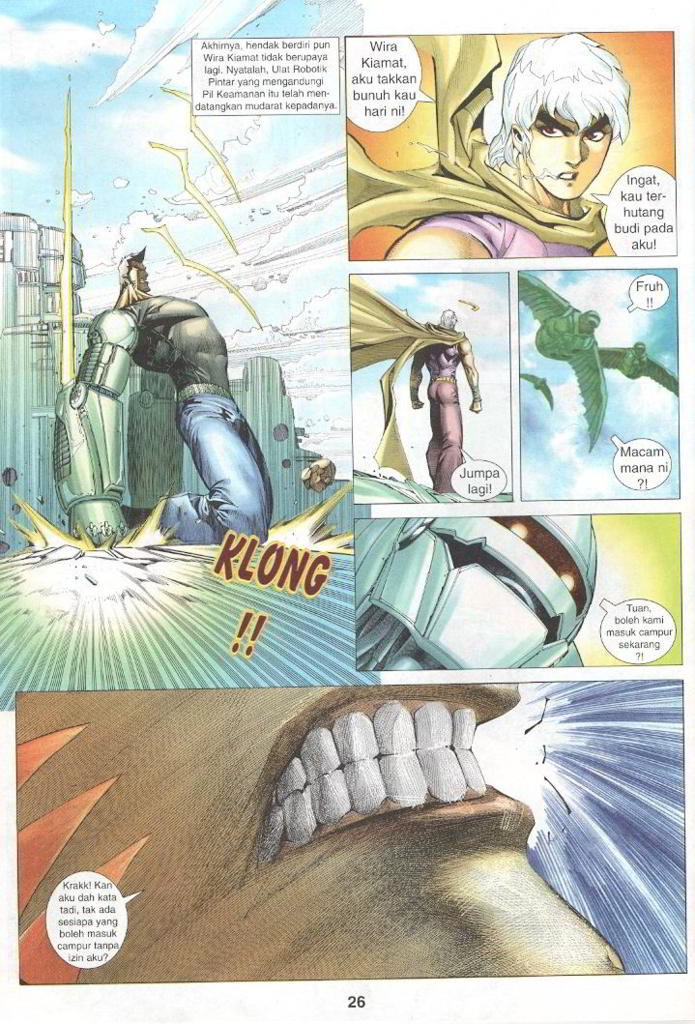 Akhirnya, hendak berdiri pun
Wira Kiamat tidak berupaya
lagi. Nyatalah, Ulat Robotik
Pintar yang mengandungi
Pil Keamanan itu telah men-
datangkan mudarat kepadanya.
Wira
Kiamat,
aku takkan
bunuh kau
hari ni!
Ingat,
kau ter-
hutang
budi pada
aku!
Jumpa
lagi!
Fruh
!!
Macam
mana ni
?!
KLONG
!!
Tuan,
boleh kami
masuk campur
sekarang
?!
Krakk! Kan
aku dah kata
tadi, tak ada
sesiapa yang
boleh masuk
campur tanpa
izin aku?
26